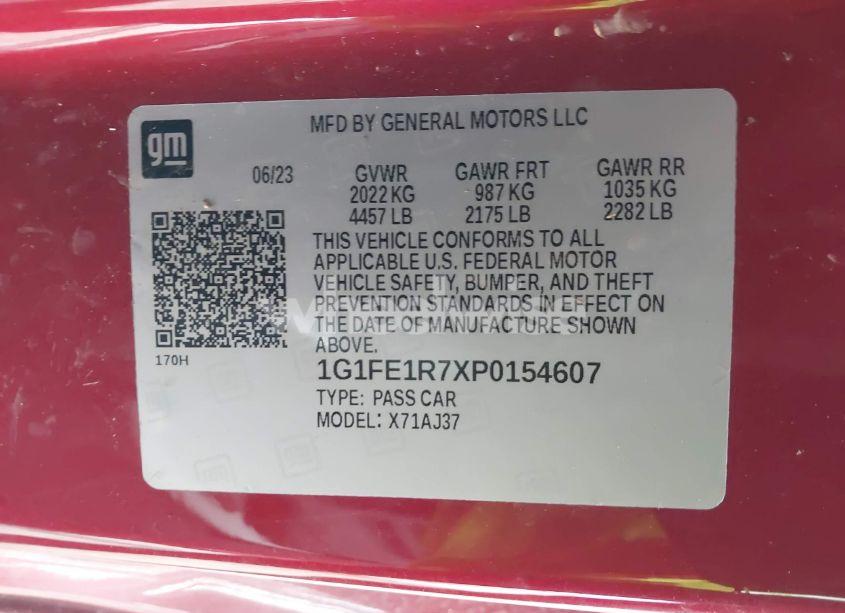 gm
MFD BY GENERAL MOTORS LLC
06/23 GVWR GAWR FRT GAWR RR
2022 KG 987 KG 1035 KG
4457 LB 2175 LB 2282 LB
THIS VEHICLE CONFORMS TO ALL
APPLICABLE U.S. FEDERAL MOTOR
VEHICLE SAFETY, BUMPER, AND THEFT
PREVENTION STANDARDS IN EFFECT ON
THE DATE OF MANUFACTURE SHOWN
ABOVE.
170H
1G1FE1R7XP0154607
TYPE: PASS CAR
MODEL: X71AJ37